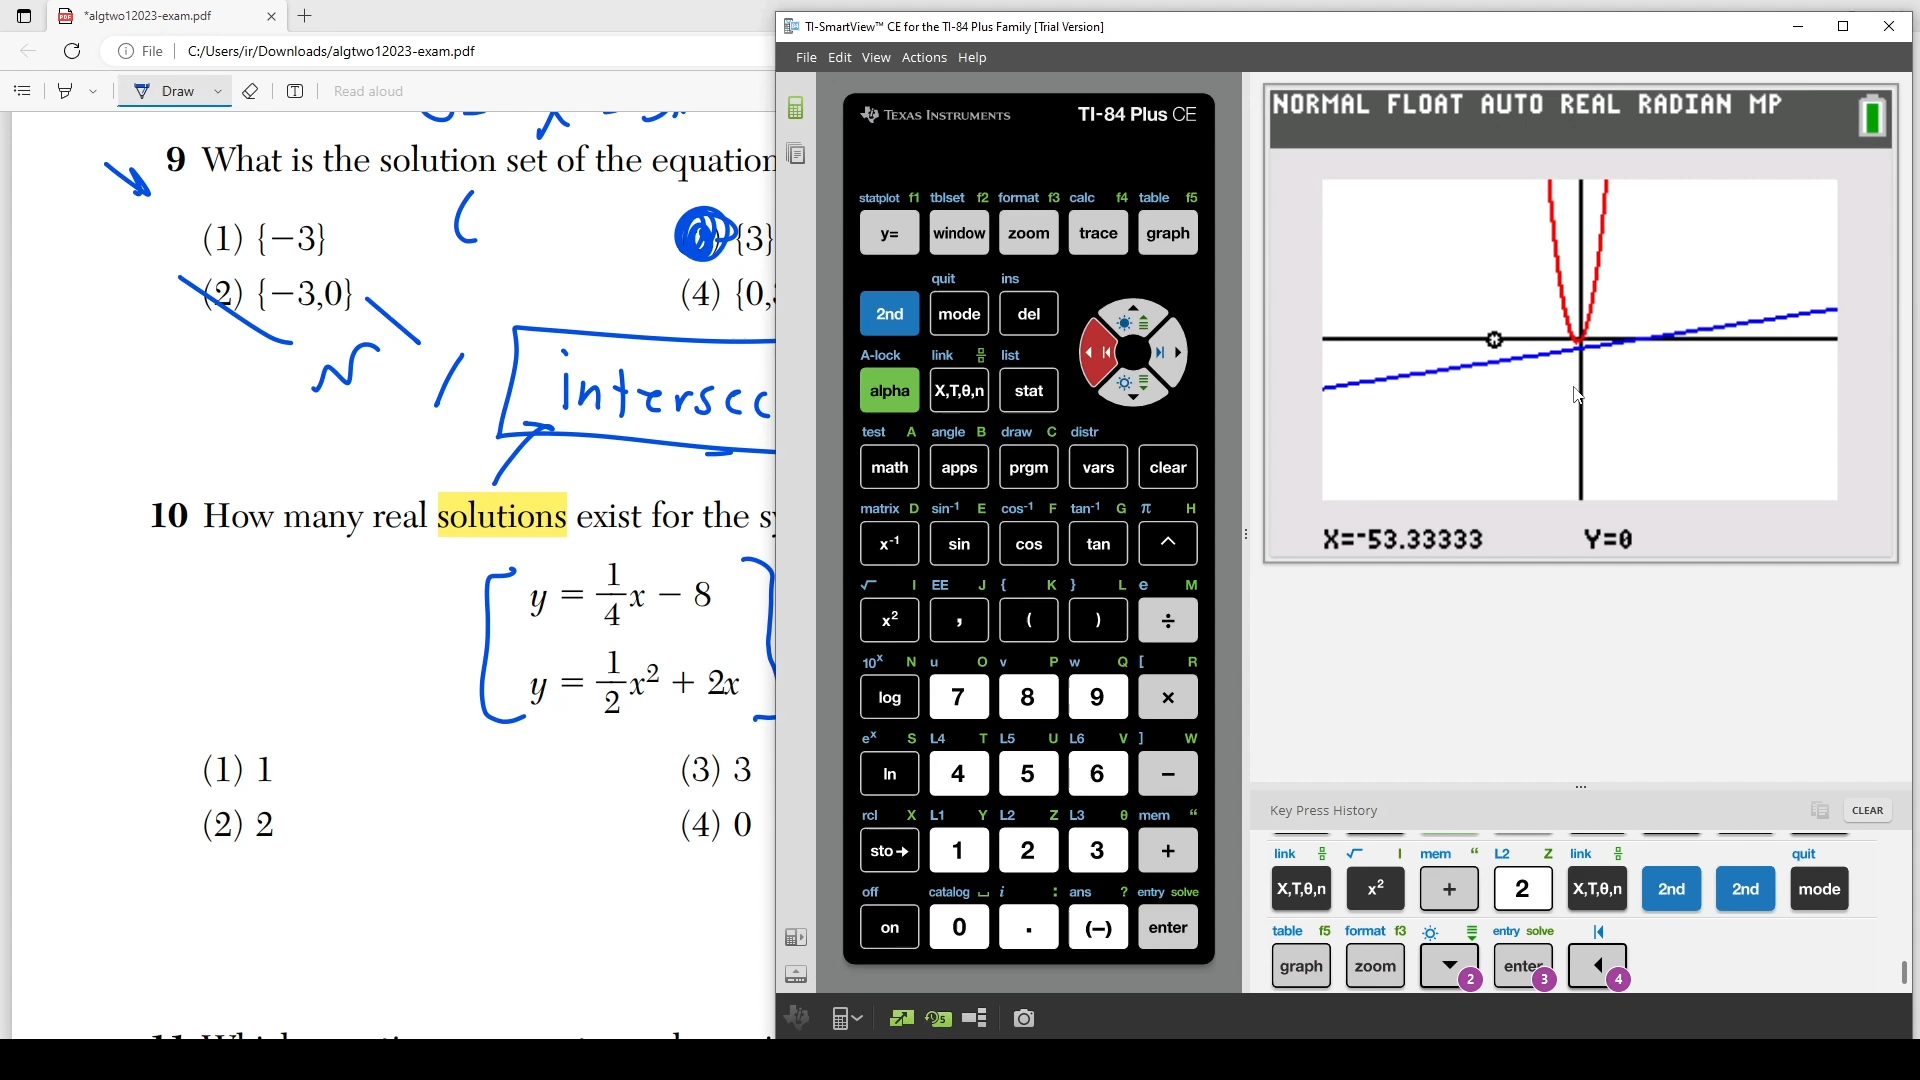 *algtwo12023-exam.pdf
File C:/Users/ir/Downloads/algtwo12023-exam.pdf
Draw Read aloud
9 What is the solution set of the equation
(1) {−3} {3}
(2) {−3,0} (4) {0,
intersec
10 How many real solutions exist for the sy
y = 1/4 x − 8
y = 1/2 x² + 2x
(1) 1 (3) 3
(2) 2 (4) 0
TI-SmartView™ CE for the TI-84 Plus Family [Trial Version]
File Edit View Actions Help
TEXAS INSTRUMENTS TI-84 Plus CE
statplot f1 tblset f2 format f3 calc f4 table f5
y= window zoom trace graph
quit ins
2nd mode del
A-lock link list
alpha X,T,θ,n stat
test A angle B draw C distr
math apps prgm vars clear
matrix D sin⁻¹ E cos⁻¹ F tan⁻¹ G π H
x⁻¹ sin cos tan ^
√ I EE J { K } L e M
x² , ( ) ÷
10ˣ N u O v P w Q [ R
log 7 8 9 ×
eˣ S L4 T L5 U L6 V ] W
ln 4 5 6 −
rcl X L1 Y L2 Z L3 θ mem “
sto→ 1 2 3 +
off catalog ⎵ i : ans ? entry solve
on 0 . (−) enter
NORMAL FLOAT AUTO REAL RADIAN MP
X=-53.33333 Y=0
Key Press History CLEAR
link √ I mem “ L2 Z link quit
X,T,θ,n x² + 2 X,T,θ,n 2nd 2nd mode
table f5 format f3 entry solve
graph zoom 2 enter 3 4